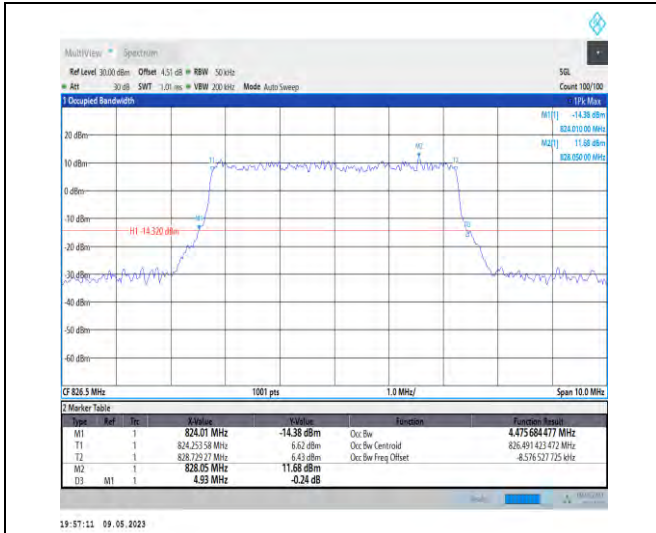 MultiView Spectrum
Ref Level 30.00 dBm Offset 4.51 dB RBW 50 kHz SGL
Att 30 dB SWT 1.01 ms VBW 200 kHz Mode Auto Sweep Count 100/100
1 Occupied Bandwidth 1Pk Max
M1[1] -14.38 dBm
824.010 00 MHz
M2[1] 11.68 dBm
828.050 00 MHz
20 dBm
M2
10 dBm
T1
0 dBm
-10 dBm
M1
H1 -14.320 dBm
-20 dBm
-30 dBm
-40 dBm
-50 dBm
-60 dBm
CF 826.5 MHz 1001 pts 1.0 MHz/ Span 10.0 MHz
2 Marker Table
Type Ref Trc X-Value Y-Value Function Function Result
M1 1 824.01 MHz -14.38 dBm Occ Bw 4.475 684 477 MHz
T1 1 824.253 58 MHz 6.62 dBm Occ Bw Centroid 826.491 423 472 MHz
T2 1 828.729 27 MHz 6.43 dBm Occ Bw Freq Offset -8.576 527 725 kHz
M2 1 828.05 MHz 11.68 dBm
D3 M1 1 4.93 MHz -0.24 dB
19:57:11 09.05.2023